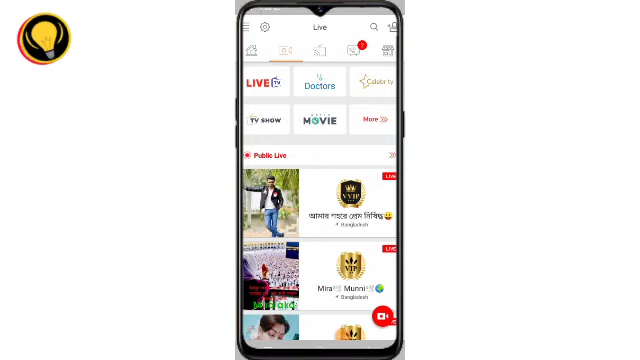 Live
2
LIVE TV
Doctors
Celebrity
TV SHOW
MOVIE
More
Public Live
LIVE
VVIP
আমার শহরে প্রেম নিষিদ্ধ😀
Bangladesh
LIVE
VIP
Mira🕊️ Munni🕊️🌍
Bangladesh